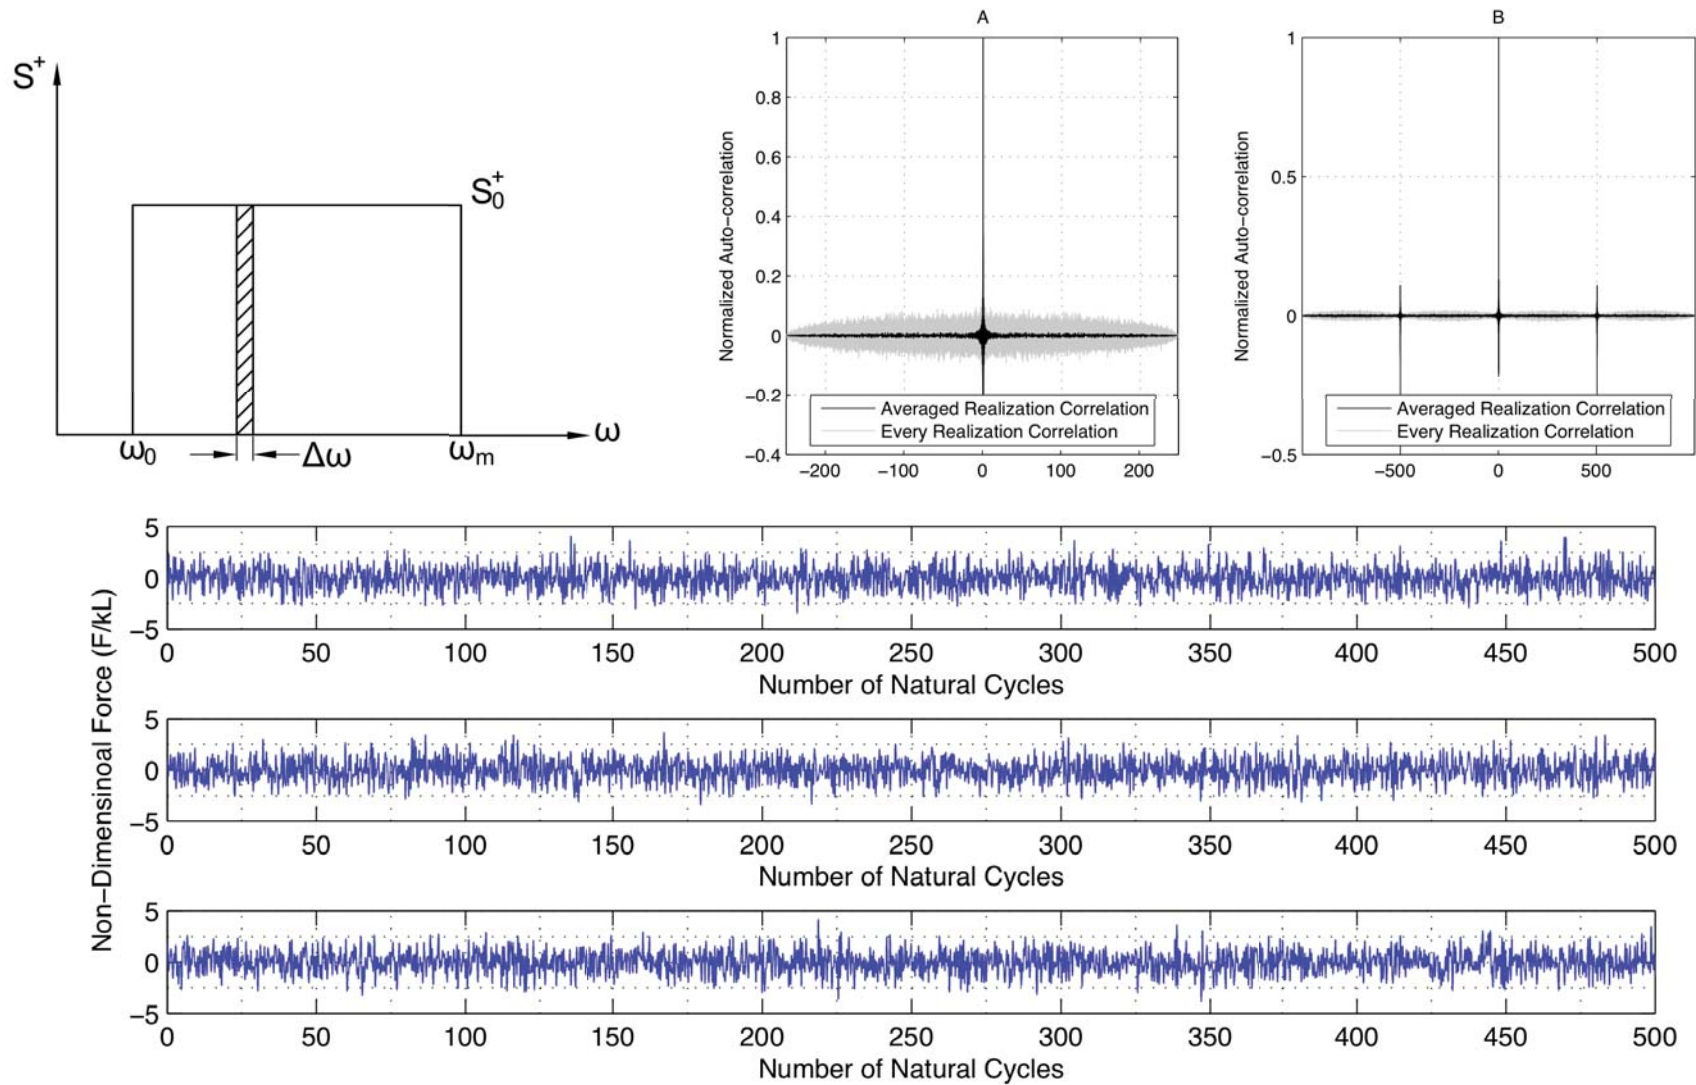 S⁺
S₀⁺
ω₀
Δω
ωₘ
ω
A
Normalized Auto−correlation
1
0.8
0.6
0.4
0.2
0
−0.2
−0.4
Averaged Realization Correlation
Every Realization Correlation
−200 −100 0 100 200
B
Normalized Auto−correlation
1
0.5
0
−0.5
Averaged Realization Correlation
Every Realization Correlation
−500 0 500
Non−Dimensinoal Force (F/kL)
5
0
−5
0 50 100 150 200 250 300 350 400 450 500
Number of Natural Cycles
5
0
−5
0 50 100 150 200 250 300 350 400 450 500
Number of Natural Cycles
5
0
−5
0 50 100 150 200 250 300 350 400 450 500
Number of Natural Cycles